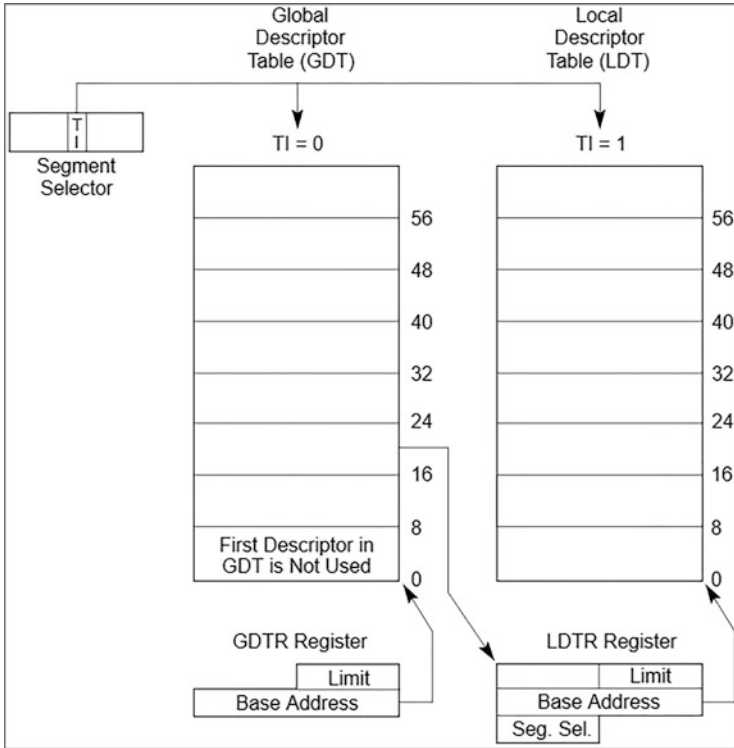 Global
Descriptor
Table (GDT)
Local
Descriptor
Table (LDT)
T
I
Segment
Selector
TI = 0
TI = 1
56
48
40
32
24
16
8
0
First Descriptor in
GDT is Not Used
56
48
40
32
24
16
8
0
GDTR Register
Limit
Base Address
LDTR Register
Limit
Base Address
Seg. Sel.